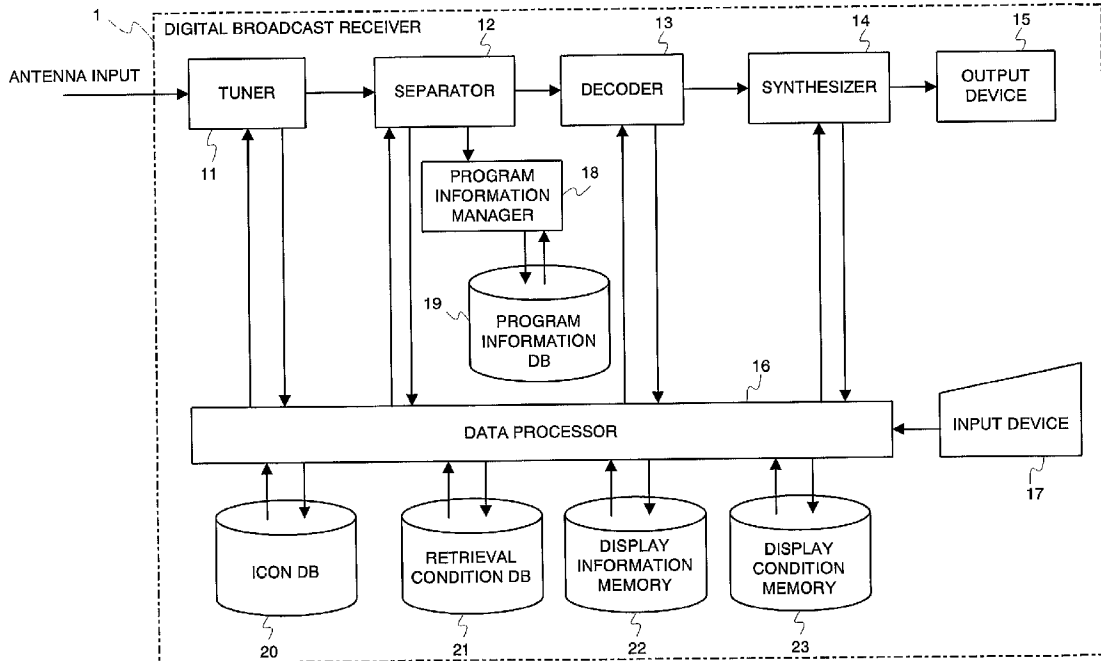 1
DIGITAL BROADCAST RECEIVER
12
13
14
15
ANTENNA INPUT
TUNER
SEPARATOR
DECODER
SYNTHESIZER
OUTPUT
DEVICE
11
PROGRAM
INFORMATION
MANAGER
18
19
PROGRAM
INFORMATION
DB
16
DATA PROCESSOR
INPUT DEVICE
17
ICON DB
RETRIEVAL
CONDITION DB
DISPLAY
INFORMATION
MEMORY
DISPLAY
CONDITION
MEMORY
20
21
22
23